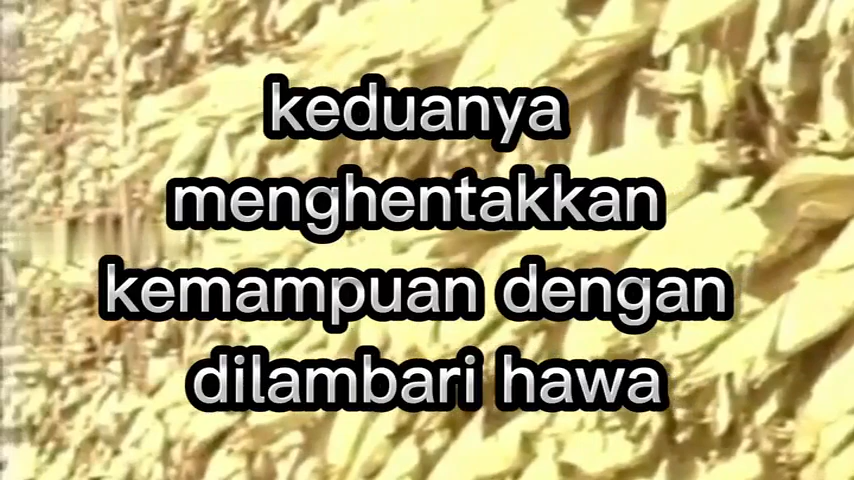 keduanya
menghentakkan
kemampuan dengan
dilambari hawa